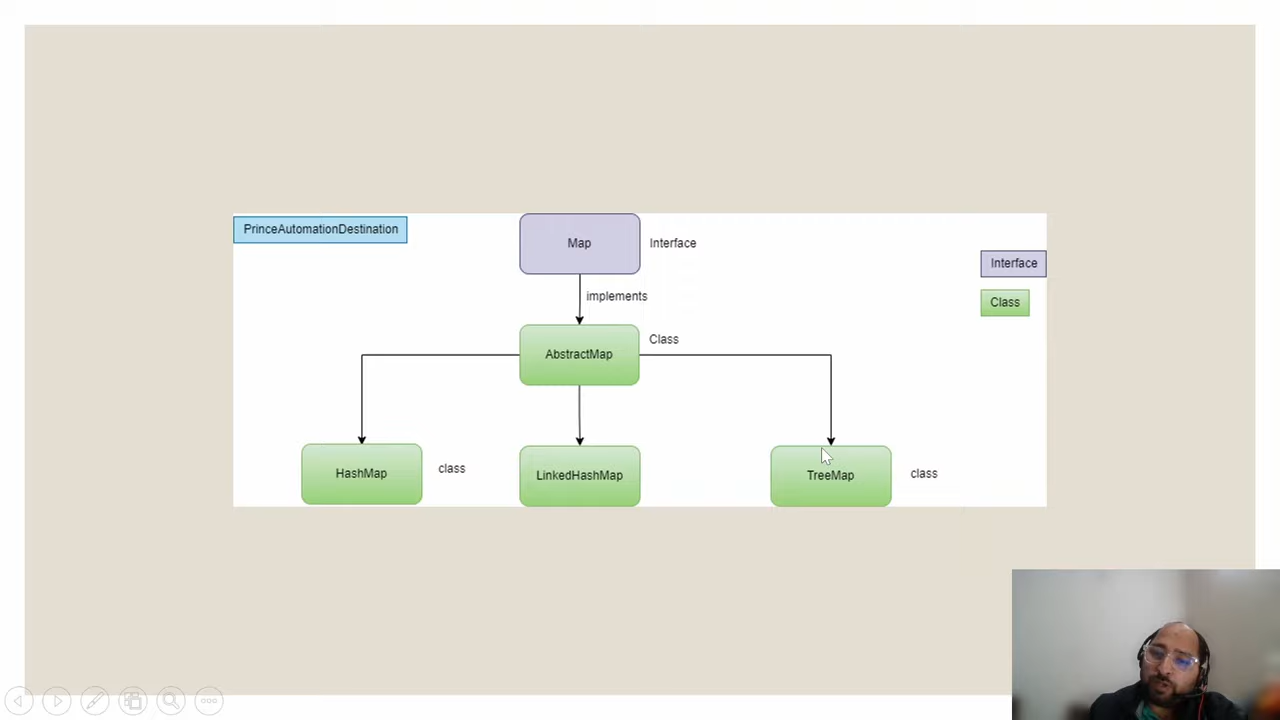 PrinceAutomationDestination
Map
Interface
Interface
implements
Class
Class
AbstractMap
HashMap
class
LinkedHashMap
TreeMap
class